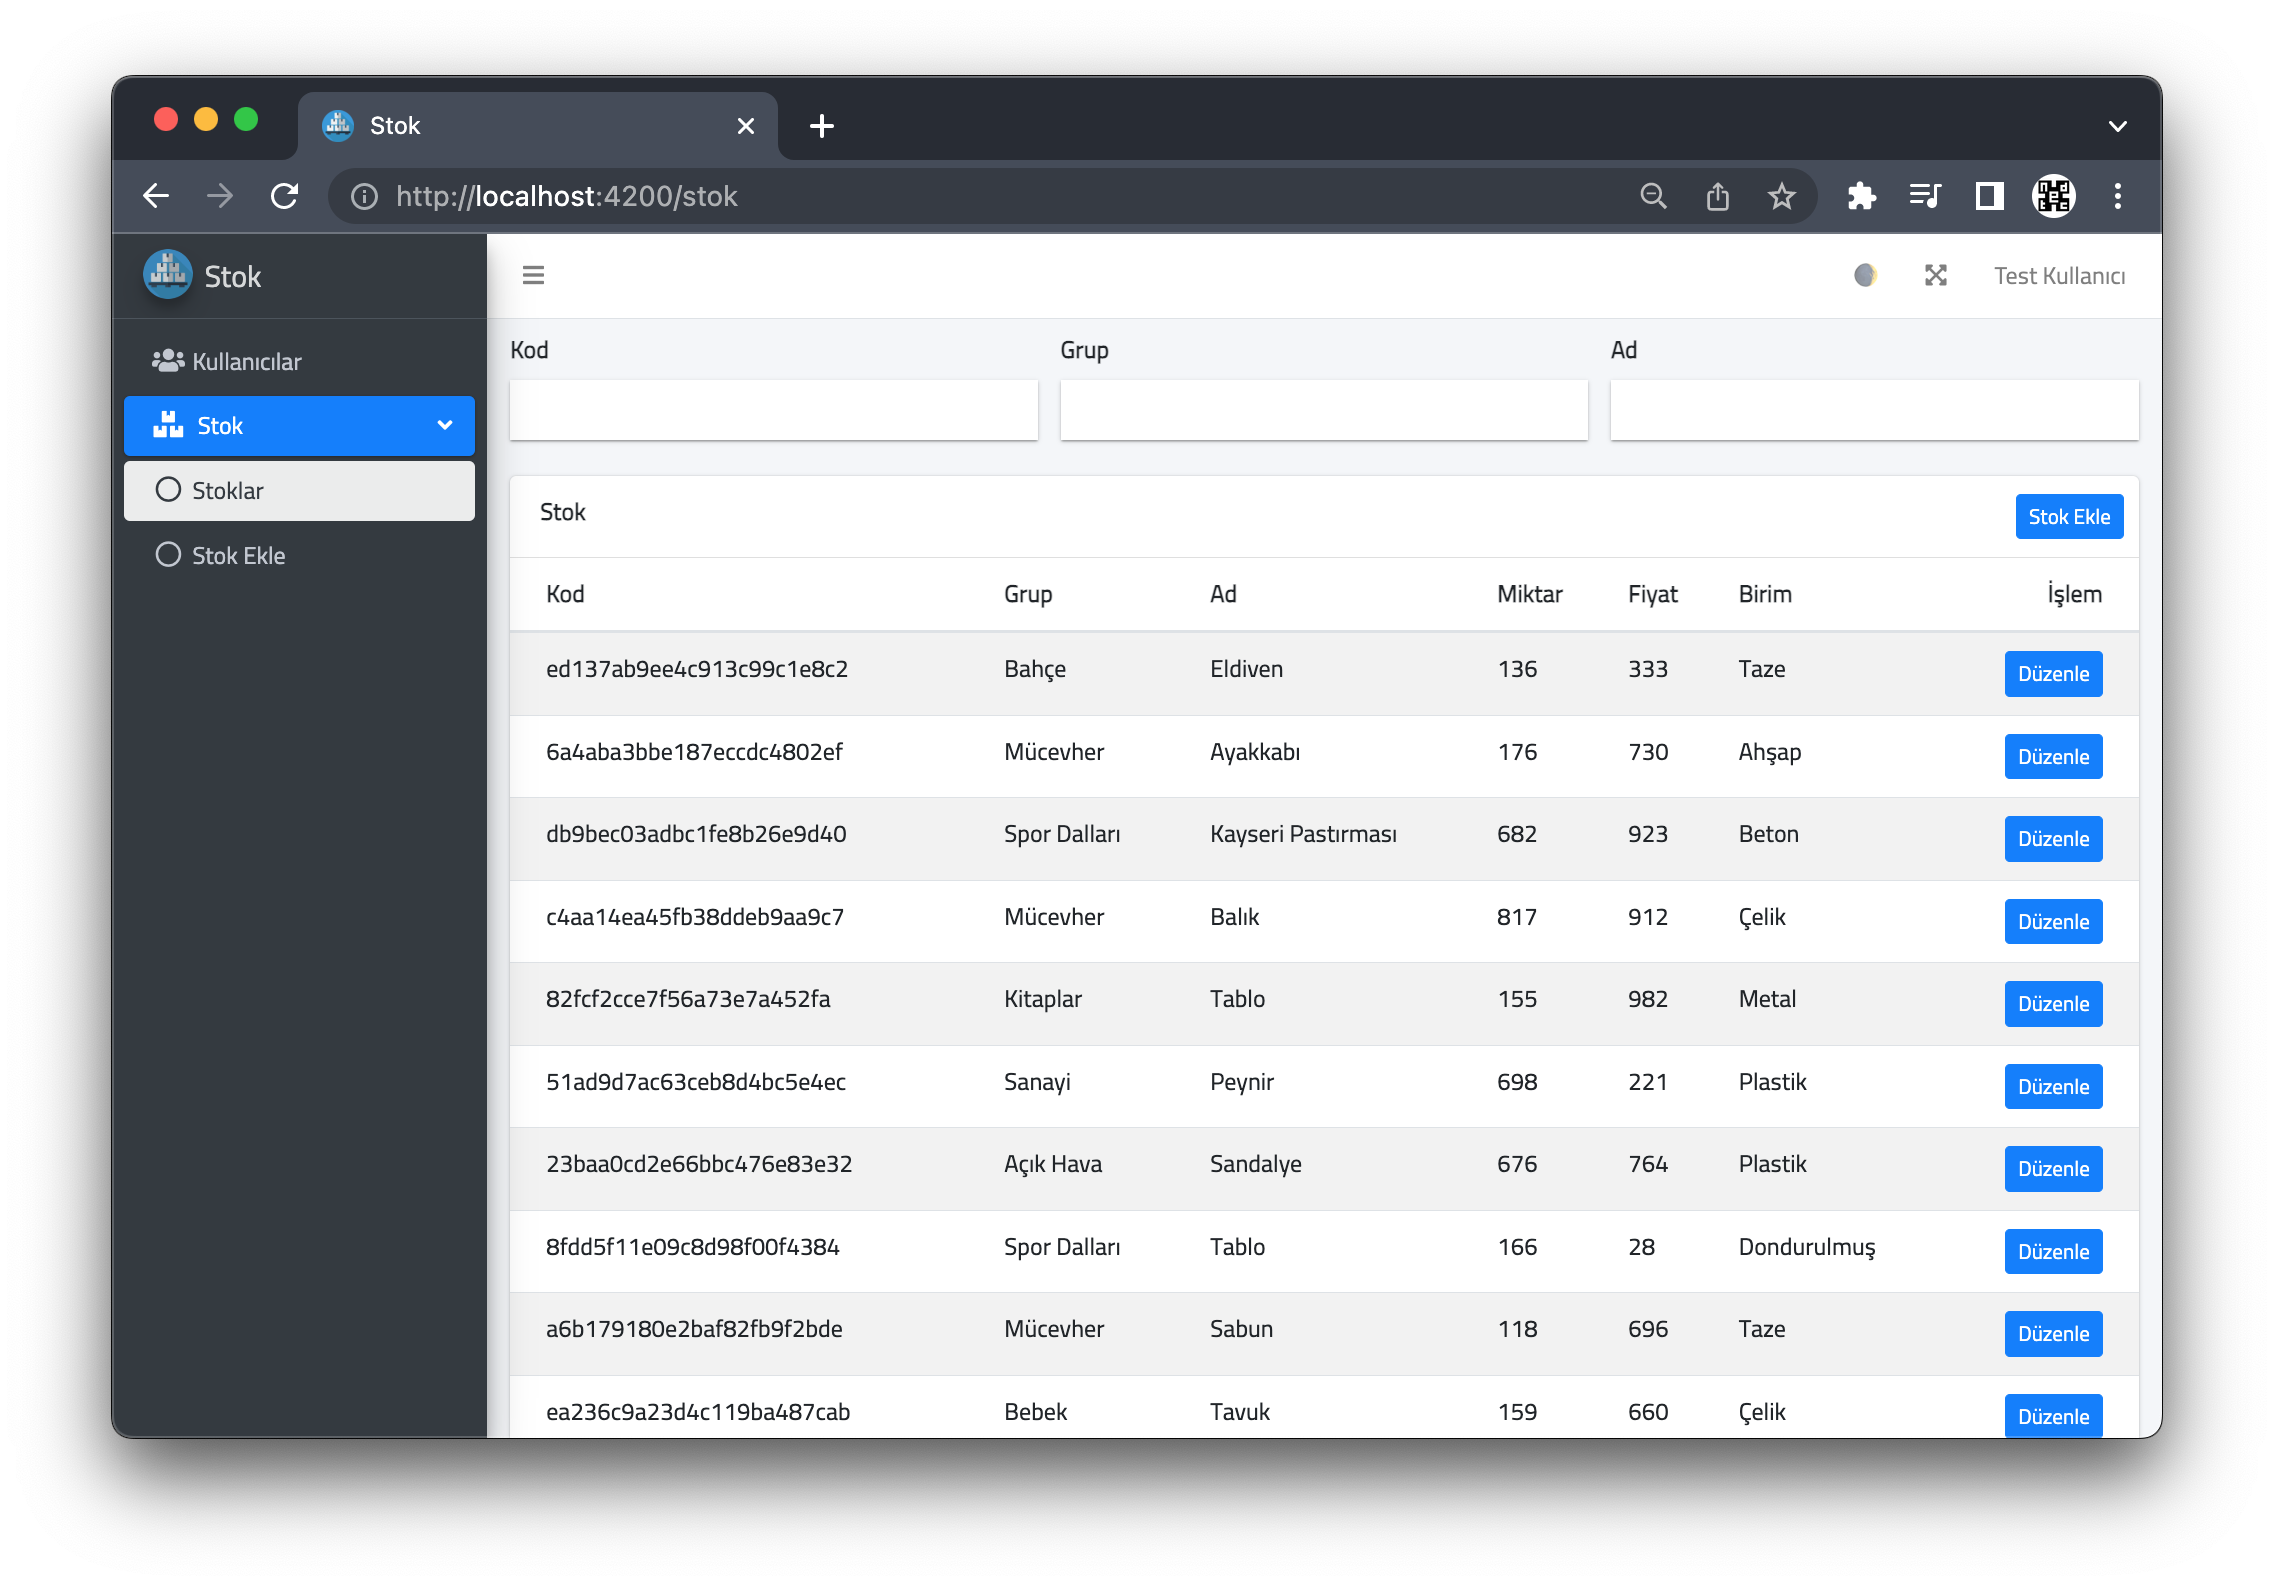 Stok
http://localhost:4200/stok
Stok
Test Kullanıcı
Kullanıcılar
Stok
Stoklar
Stok Ekle
Kod Grup Ad
Stok Stok Ekle
Kod Grup Ad Miktar Fiyat Birim İşlem
ed137ab9ee4c913c99c1e8c2 Bahçe Eldiven 136 333 Taze Düzenle
6a4aba3bbe187eccdc4802ef Mücevher Ayakkabı 176 730 Ahşap Düzenle
db9bec03adbc1fe8b26e9d40 Spor Dalları Kayseri Pastırması 682 923 Beton Düzenle
c4aa14ea45fb38ddeb9aa9c7 Mücevher Balık 817 912 Çelik Düzenle
82fcf2cce7f56a73e7a452fa Kitaplar Tablo 155 982 Metal Düzenle
51ad9d7ac63ceb8d4bc5e4ec Sanayi Peynir 698 221 Plastik Düzenle
23baa0cd2e66bbc476e83e32 Açık Hava Sandalye 676 764 Plastik Düzenle
8fdd5f11e09c8d98f00f4384 Spor Dalları Tablo 166 28 Dondurulmuş Düzenle
a6b179180e2baf82fb9f2bde Mücevher Sabun 118 696 Taze Düzenle
ea236c9a23d4c119ba487cab Bebek Tavuk 159 660 Çelik Düzenle